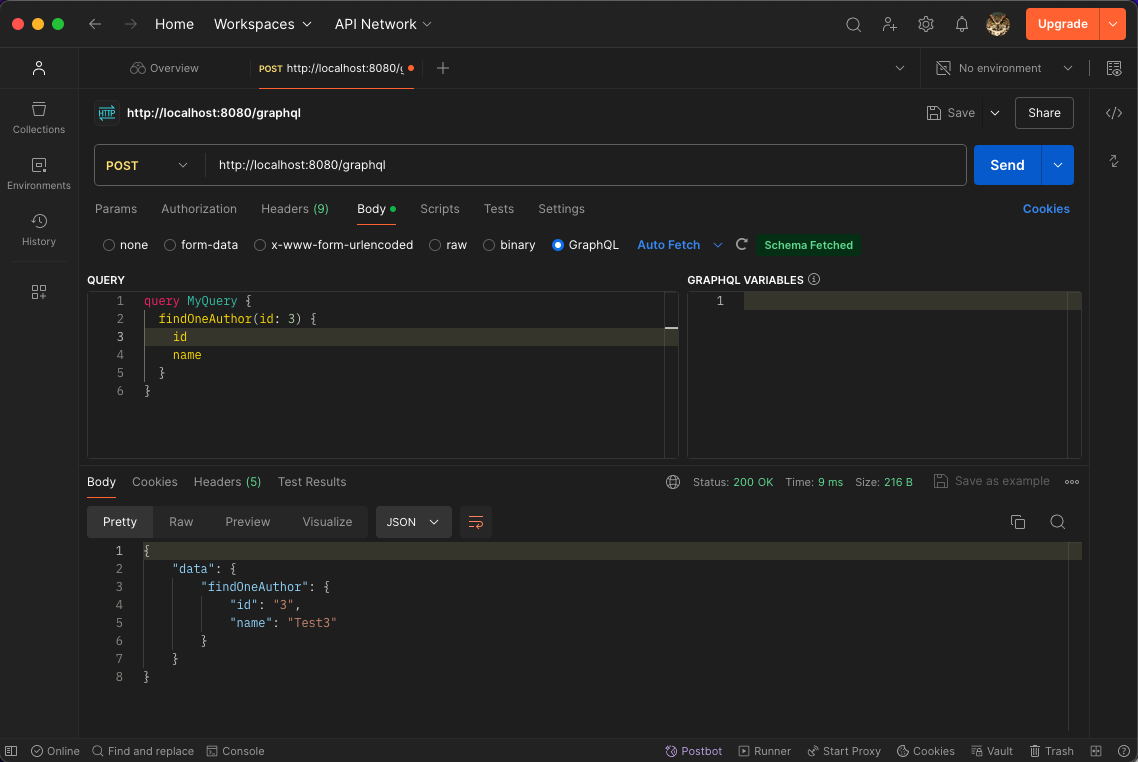 Home Workspaces API Network Upgrade
Overview POST http://localhost:8080/g No environment
HTTP http://localhost:8080/graphql Save Share
Collections
Environments
History
POST http://localhost:8080/graphql Send
Params Authorization Headers (9) Body Scripts Tests Settings Cookies
none form-data x-www-form-urlencoded raw binary GraphQL Auto Fetch Schema Fetched
QUERY GRAPHQL VARIABLES
1 query MyQuery { 1
2 findOneAuthor(id: 3) {
3 id
4 name
5 }
6 }
Body Cookies Headers (5) Test Results Status: 200 OK Time: 9 ms Size: 216 B Save as example
Pretty Raw Preview Visualize JSON
1 {
2 "data": {
3 "findOneAuthor": {
4 "id": "3",
5 "name": "Test3"
6 }
7 }
8 }
Online Find and replace Console Postbot Runner Start Proxy Cookies Vault Trash